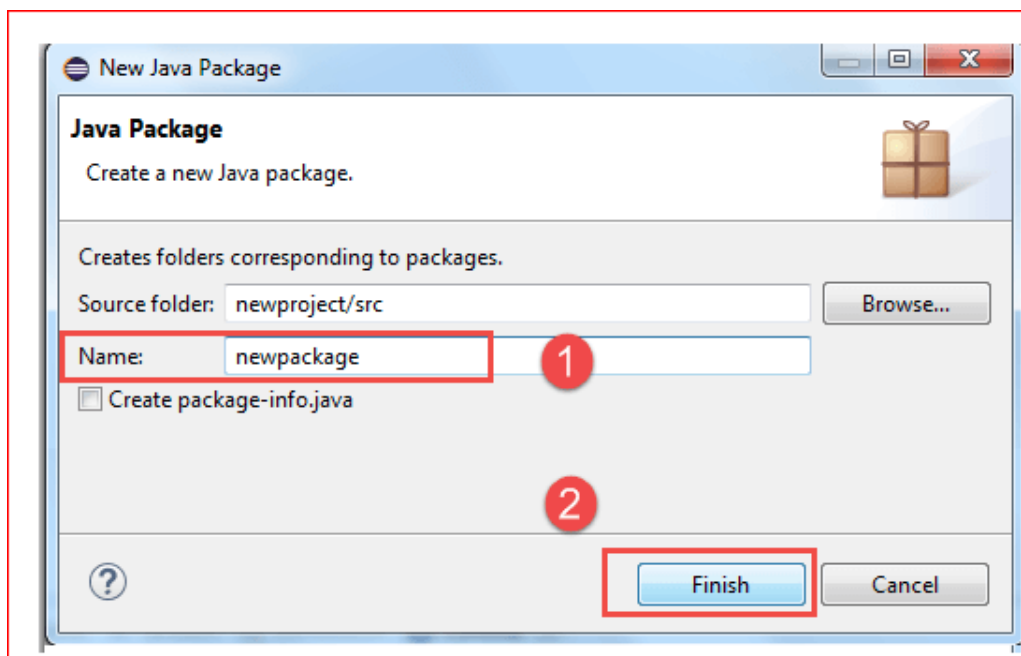 New Java Package
Java Package
Create a new Java package.
Creates folders corresponding to packages.
Source folder: newproject/src Browse...
Name: newpackage 1
Create package-info.java
2
? Finish Cancel